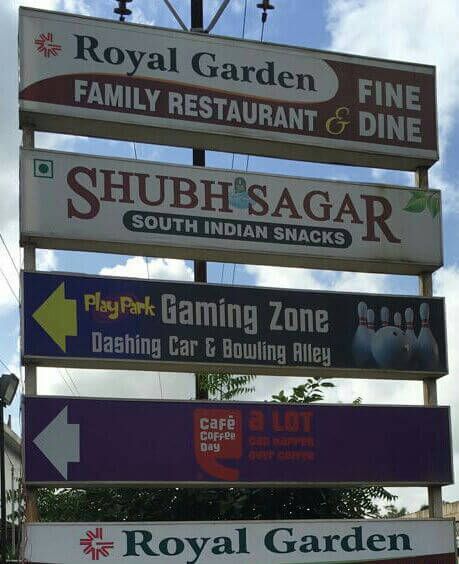 Royal Garden
FAMILY RESTAURANT & FINE DINE
SHUBH SAGAR
SOUTH INDIAN SNACKS
PlayPark Gaming Zone
Dashing Car & Bowling Alley
Café Coffee Day
a LOT
can happen
over coffee
Royal Garden